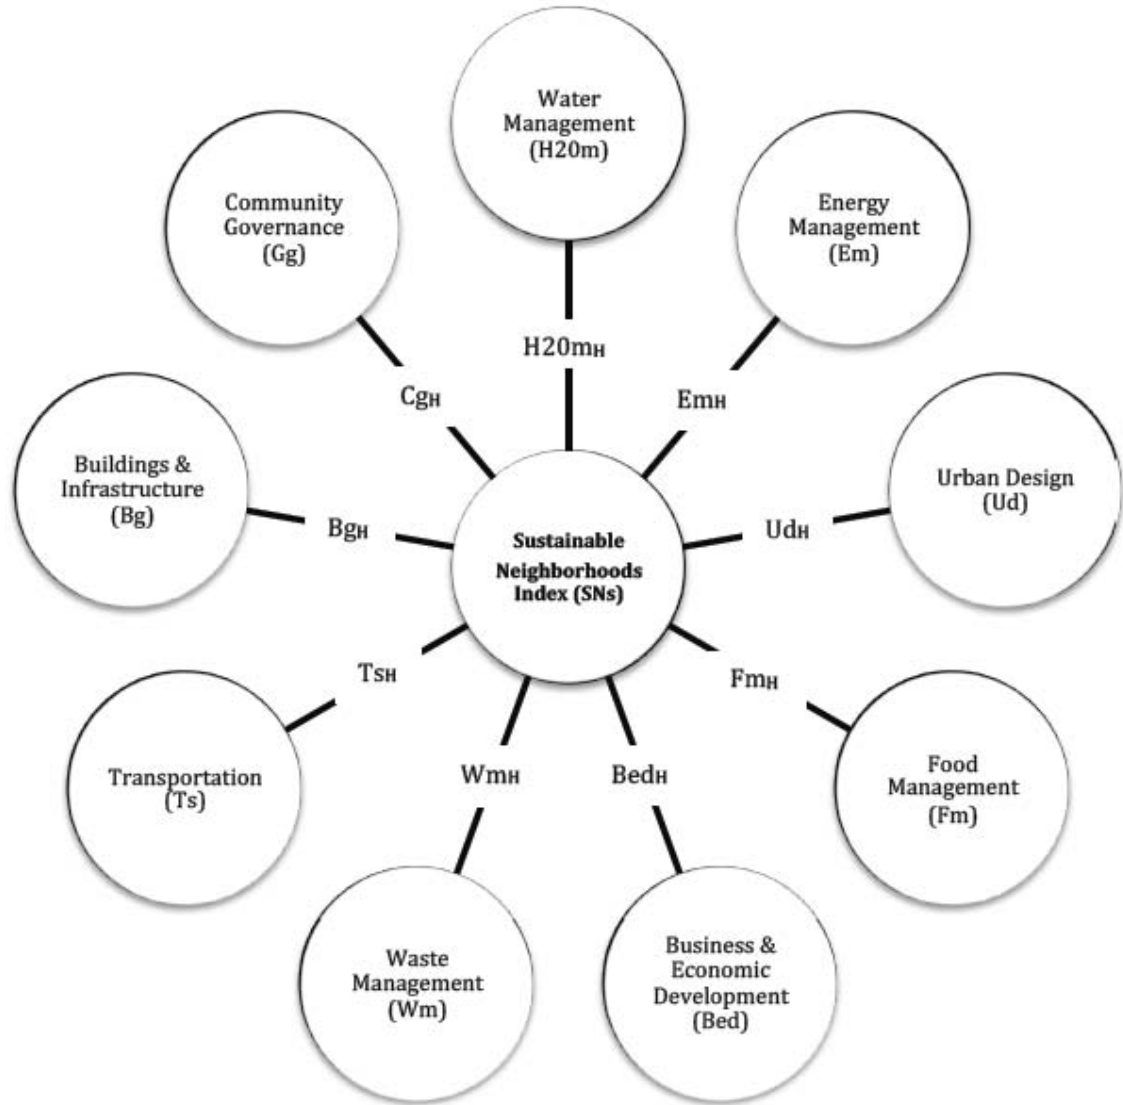 Water
Management
(H20m)
Energy
Management
(Em)
Community
Governance
(Gg)
H20mH
CgH
EmH
Buildings &
Infrastructure
(Bg)
Urban Design
(Ud)
BgH
UdH
Sustainable
Neighborhoods
Index (SNs)
TsH
FmH
Transportation
(Ts)
Food
Management
(Fm)
WmH
BedH
Waste
Management
(Wm)
Business &
Economic
Development
(Bed)